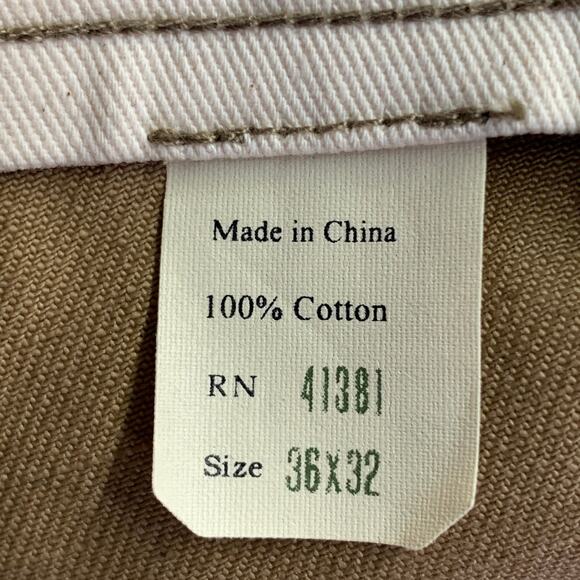 Made in China
100% Cotton
RN 41381
Size 36X32